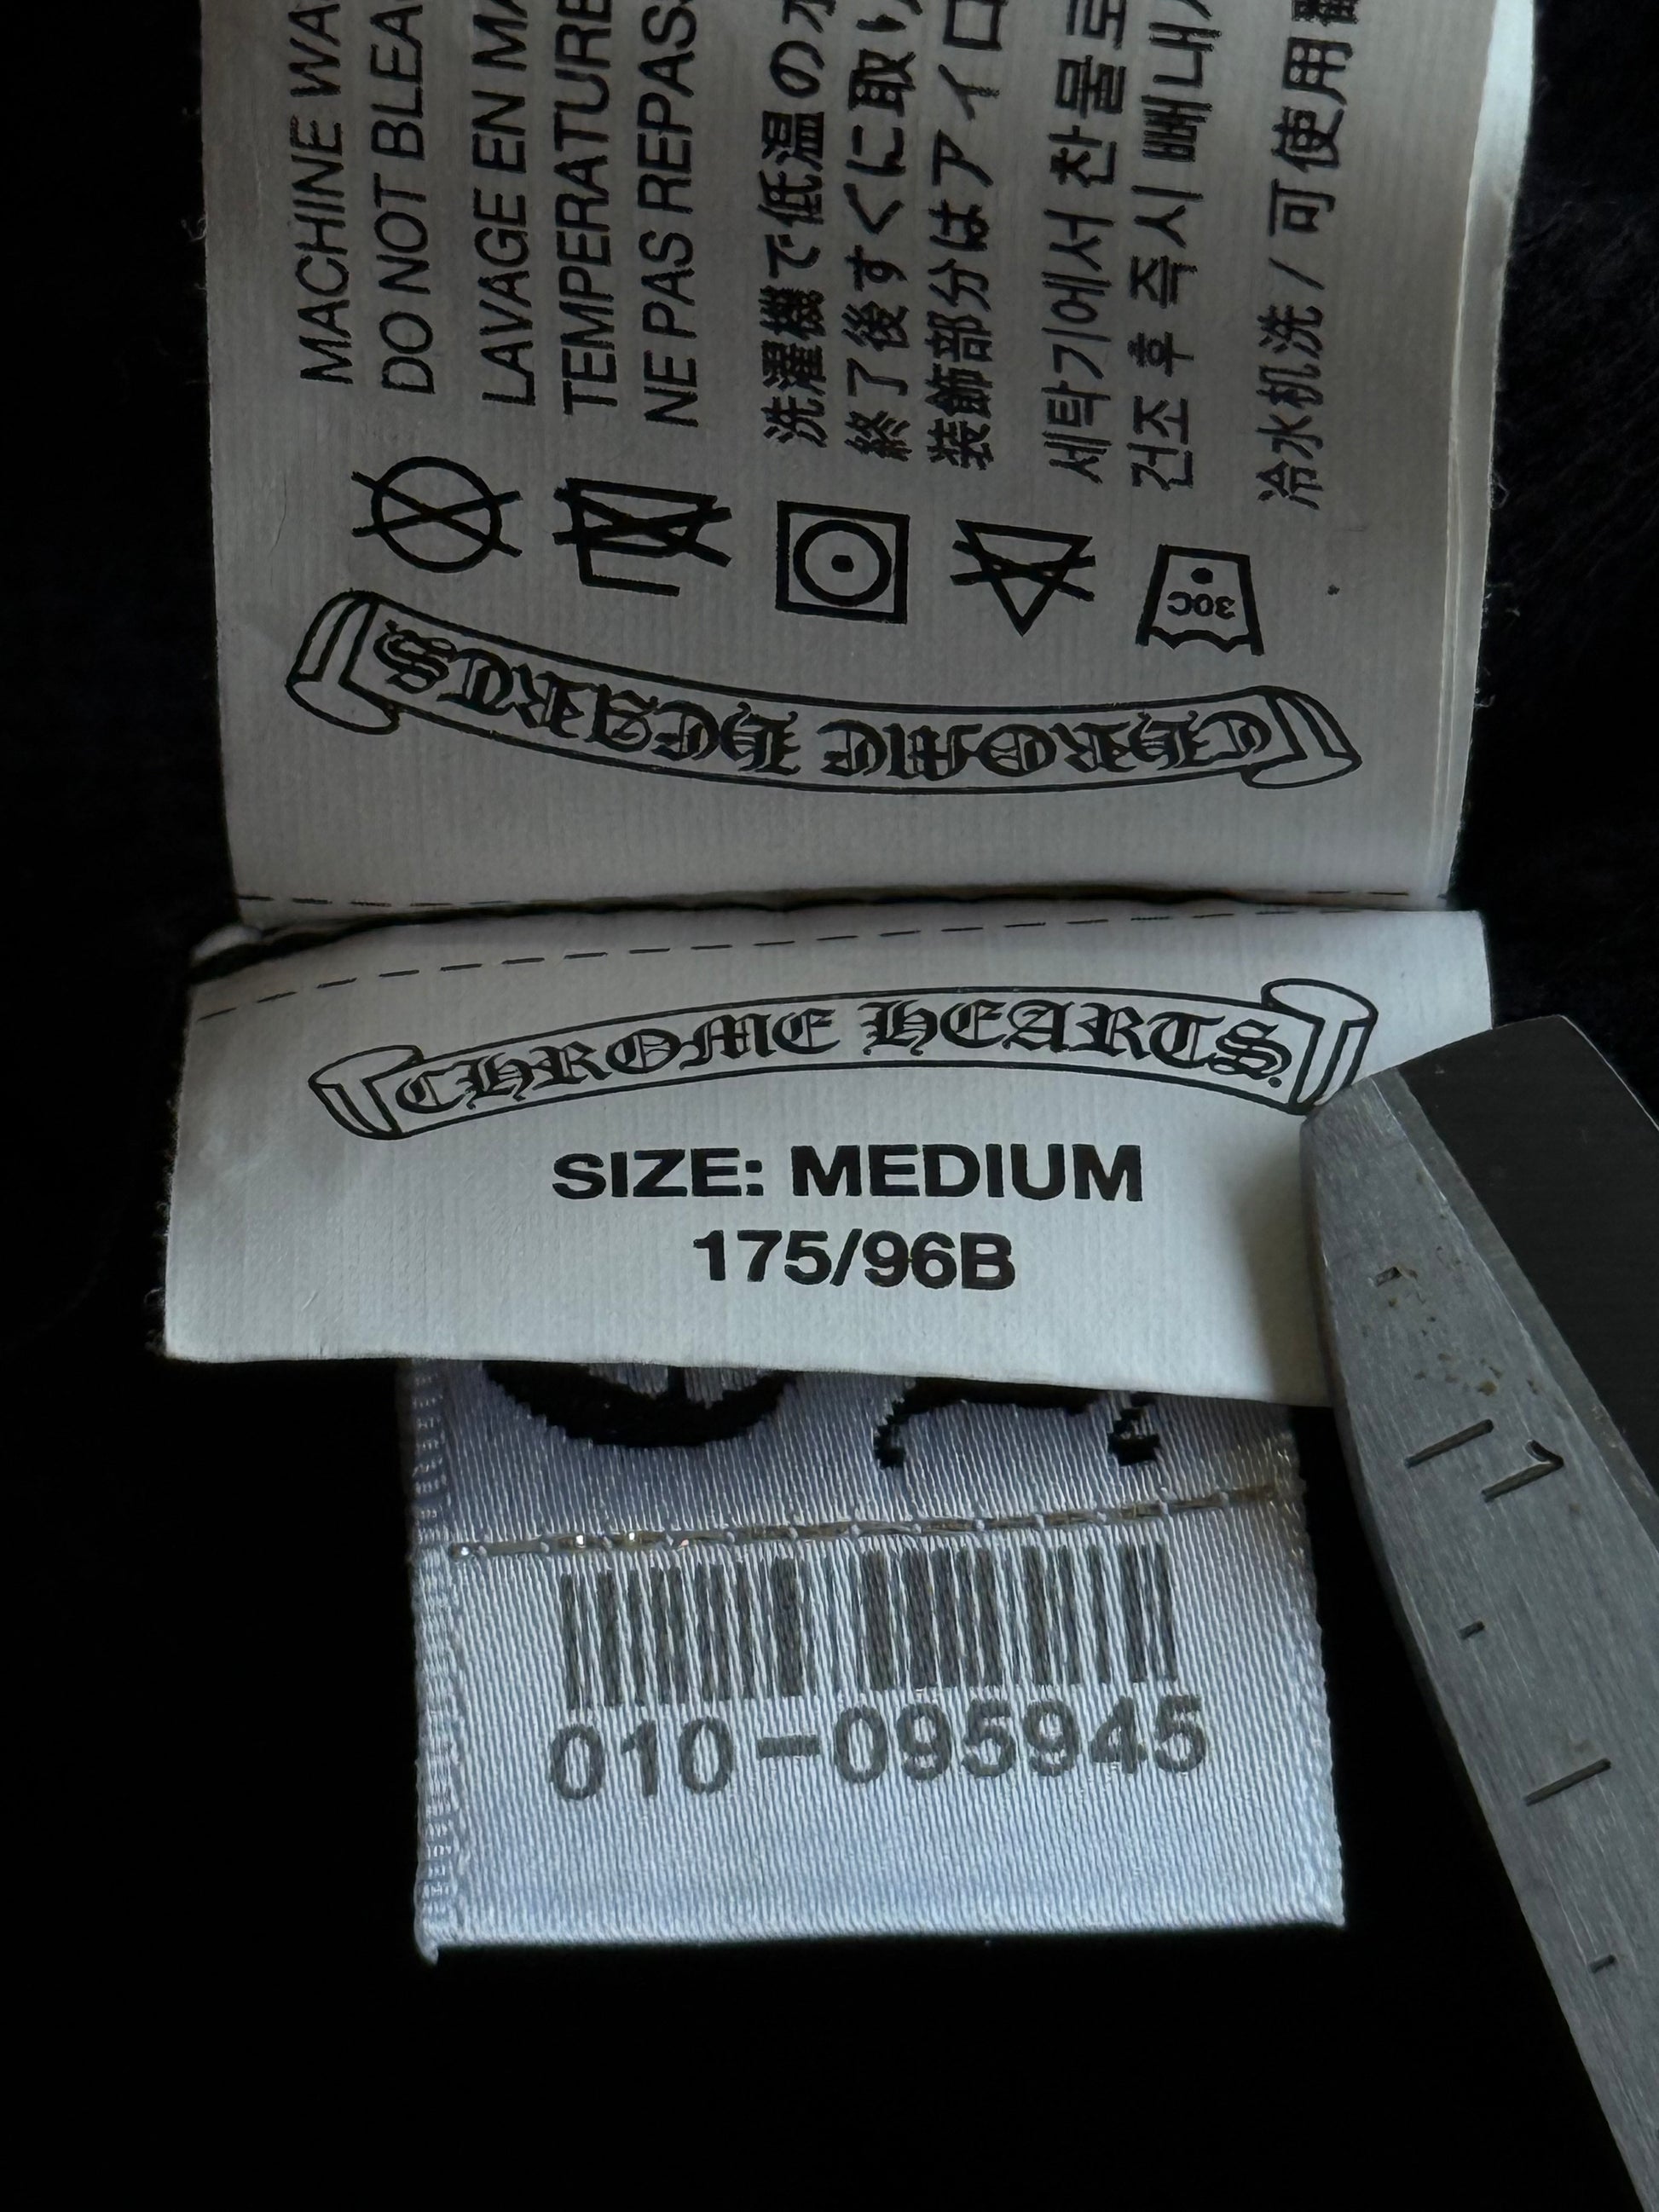 MACHINE WA
DO NOT BLEA
LAVAGE EN MA
TEMPERATURE
NE PAS REPAS
洗濯機で低温の水
終了後すぐに取り
装飾部分はアイロ
세탁기에서 찬물로
건조 후 즉시 빼내
冷水机洗 / 可使用
30C
CHROME HEARTS
CHROME HEARTS
SIZE: MEDIUM
175/96B
010-095945
1